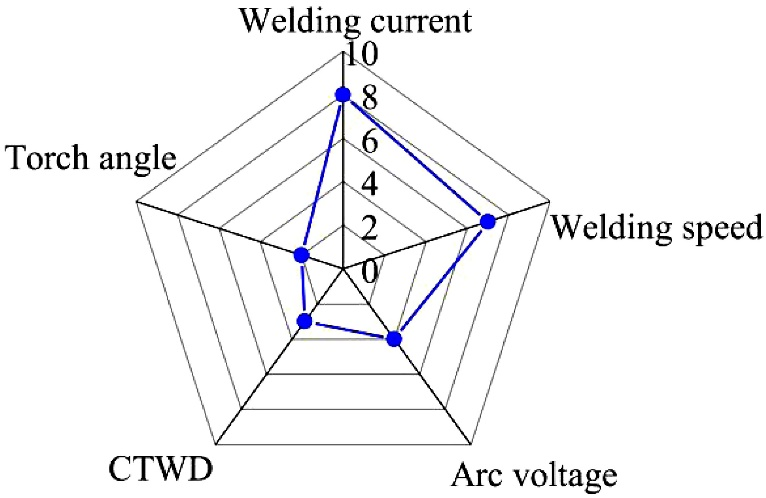 Welding current
10
8
6
4
2
0
Torch angle
Welding speed
CTWD
Arc voltage